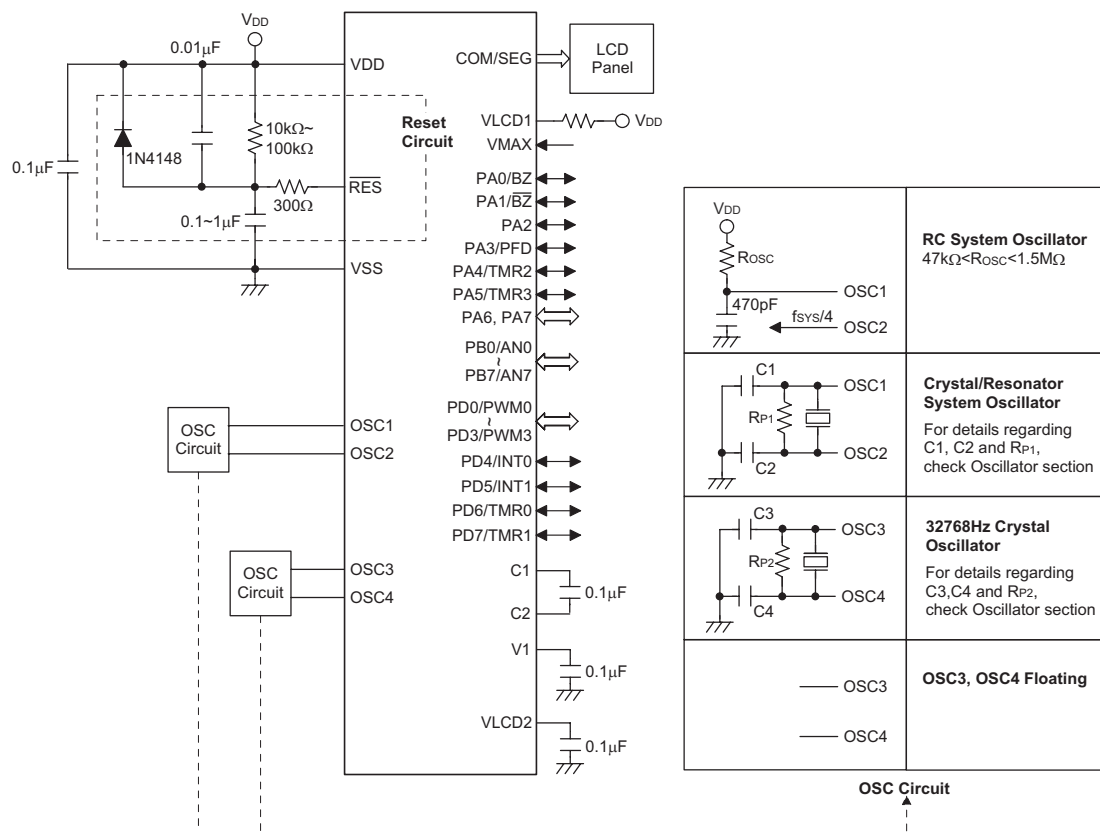 VDD
0.01μF
VDD
Reset
Circuit
10kΩ~
100kΩ
1N4148
0.1μF
RES
300Ω
0.1~1μF
VSS
OSC
Circuit
OSC1
OSC2
OSC
Circuit
OSC3
OSC4
COM/SEG
LCD
Panel
VLCD1
VDD
VMAX
PA0/BZ
PA1/BZ
PA2
PA3/PFD
PA4/TMR2
PA5/TMR3
PA6, PA7
PB0/AN0
~
PB7/AN7
PD0/PWM0
~
PD3/PWM3
PD4/INT0
PD5/INT1
PD6/TMR0
PD7/TMR1
C1
0.1μF
C2
V1
0.1μF
VLCD2
0.1μF
VDD
ROSC
OSC1
470pF
fSYS/4
OSC2
RC System Oscillator
47kΩ<ROSC<1.5MΩ
C1
OSC1
RP1
C2
OSC2
Crystal/Resonator
System Oscillator
For details regarding
C1, C2 and RP1,
check Oscillator section
C3
OSC3
RP2
C4
OSC4
32768Hz Crystal
Oscillator
For details regarding
C3,C4 and RP2,
check Oscillator section
OSC3
OSC4
OSC3, OSC4 Floating
OSC Circuit